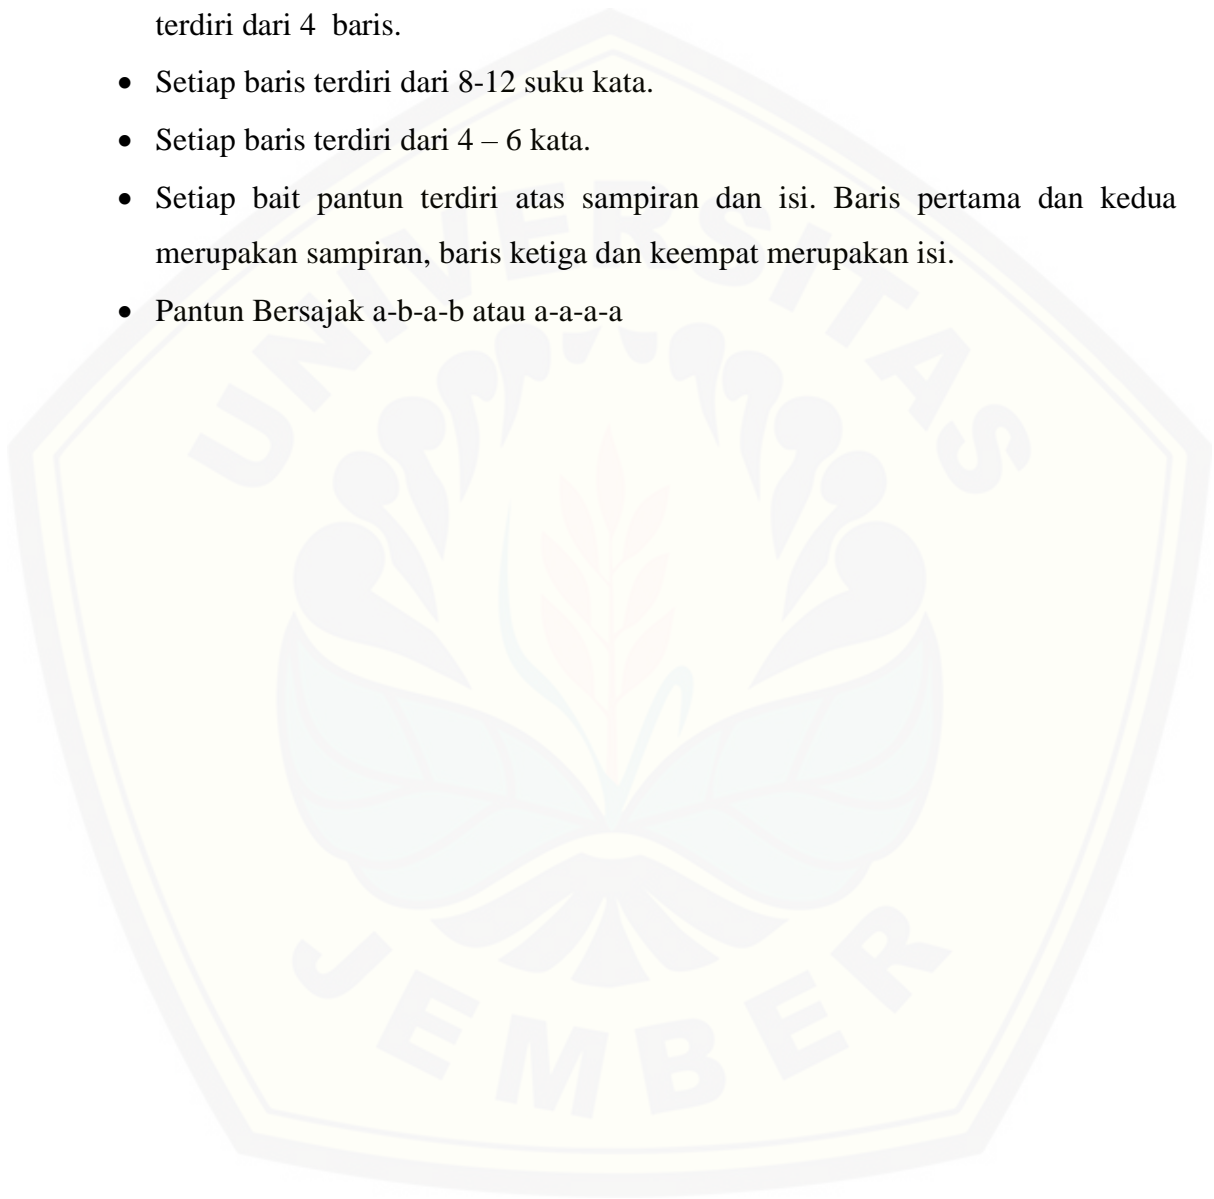 terdiri dari 4 baris.
• Setiap baris terdiri dari 8-12 suku kata.
• Setiap baris terdiri dari 4 – 6 kata.
• Setiap bait pantun terdiri atas sampiran dan isi. Baris pertama dan kedua
merupakan sampiran, baris ketiga dan keempat merupakan isi.
• Pantun Bersajak a-b-a-b atau a-a-a-a
UNIVERSITAS
JEMBER